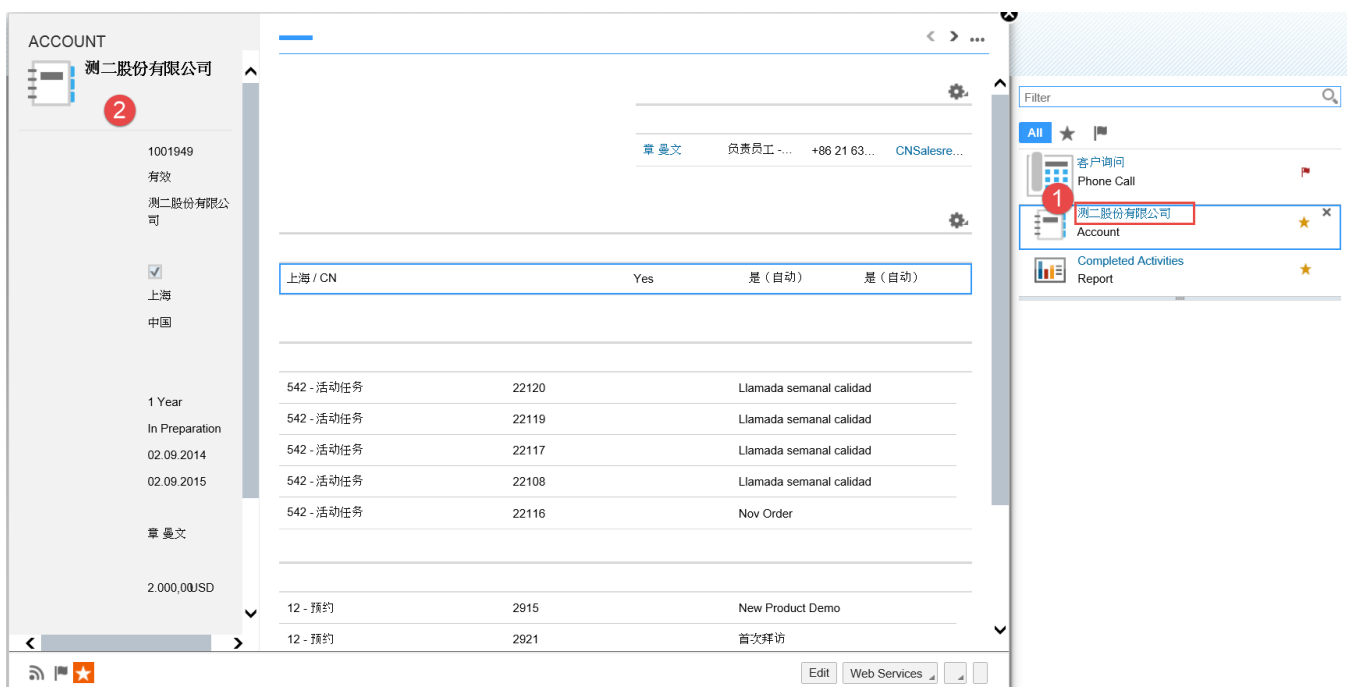 ACCOUNT
测二股份有限公司
2
1001949
有效
测二股份有限公
司
上海
中国
1 Year
In Preparation
02.09.2014
02.09.2015
章 曼文
2.000,00USD
章 曼文 负责员工 -... +86 21 63... CNSalesre...
上海 / CN Yes 是（自动） 是（自动）
542 - 活动任务 22120 Llamada semanal calidad
542 - 活动任务 22119 Llamada semanal calidad
542 - 活动任务 22117 Llamada semanal calidad
542 - 活动任务 22108 Llamada semanal calidad
542 - 活动任务 22116 Nov Order
12 - 预约 2915 New Product Demo
12 - 预约 2921 首次拜访
Edit Web Services
Filter
All
客户询问
Phone Call
1
测二股份有限公司
Account
Completed Activities
Report